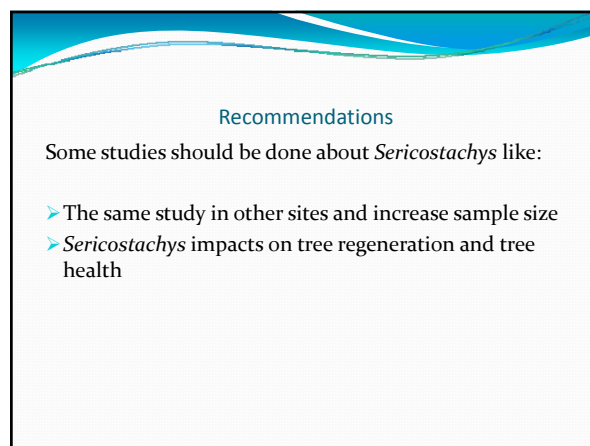 Recommendations
Some studies should be done about Sericostachys like:
➢ The same study in other sites and increase sample size
➢ Sericostachys impacts on tree regeneration and tree
health